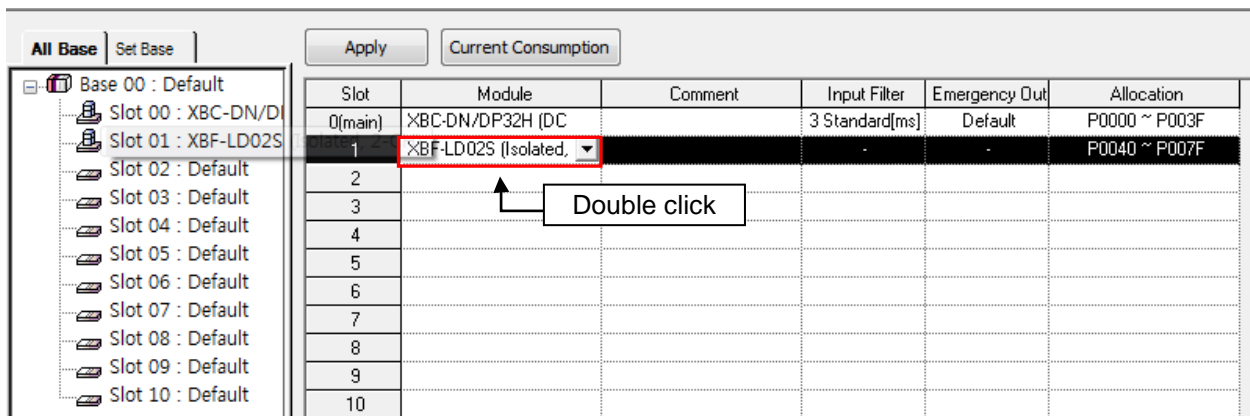 All Base Set Base Apply Current Consumption
Base 00 : Default
Slot 00 : XBC-DN/DP
Slot 01 : XBF-LD02S
Slot 02 : Default
Slot 03 : Default
Slot 04 : Default
Slot 05 : Default
Slot 06 : Default
Slot 07 : Default
Slot 08 : Default
Slot 09 : Default
Slot 10 : Default
Slot Module Comment Input Filter Emergency Out Allocation
0(main) XBC-DN/DP32H (DC 3 Standard[ms] Default P0000 ~ P003F
1 XBF-LD02S (Isolated, - - P0040 ~ P007F
2
3
Double click
4
5
6
7
8
9
10